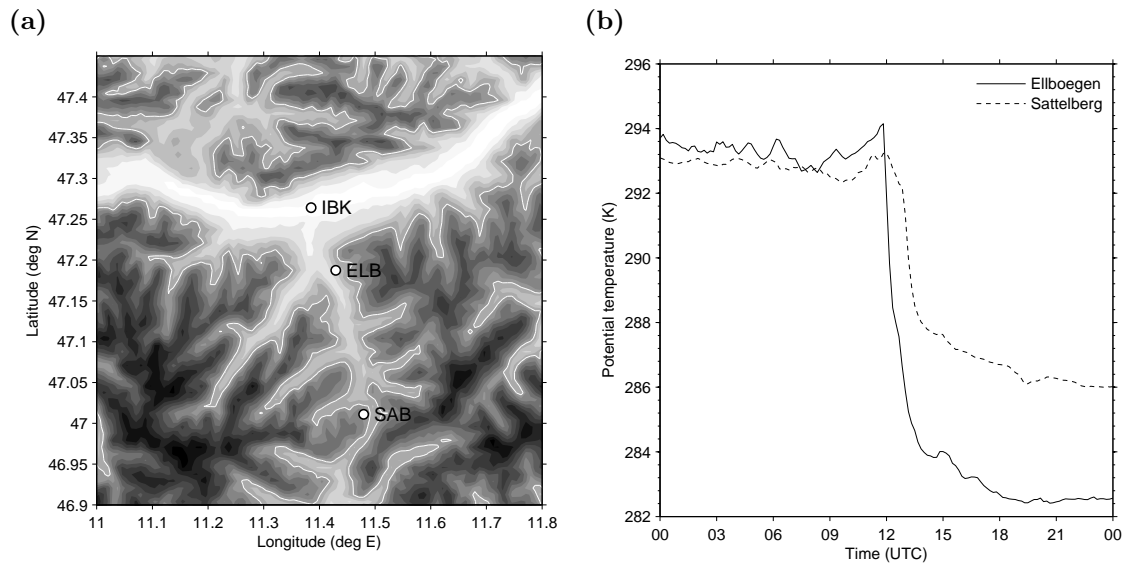 (a)
47.4
47.35
47.3
47.25
47.2
47.15
47.1
47.05
47
46.95
46.9
Latitude (deg N)
IBK
ELB
SAB
11 11.1 11.2 11.3 11.4 11.5 11.6 11.7 11.8
Longitude (deg E)
(b)
296
294
292
290
288
286
284
282
Potential temperature (K)
Ellboegen
Sattelberg
00 03 06 09 12 15 18 21 00
Time (UTC)